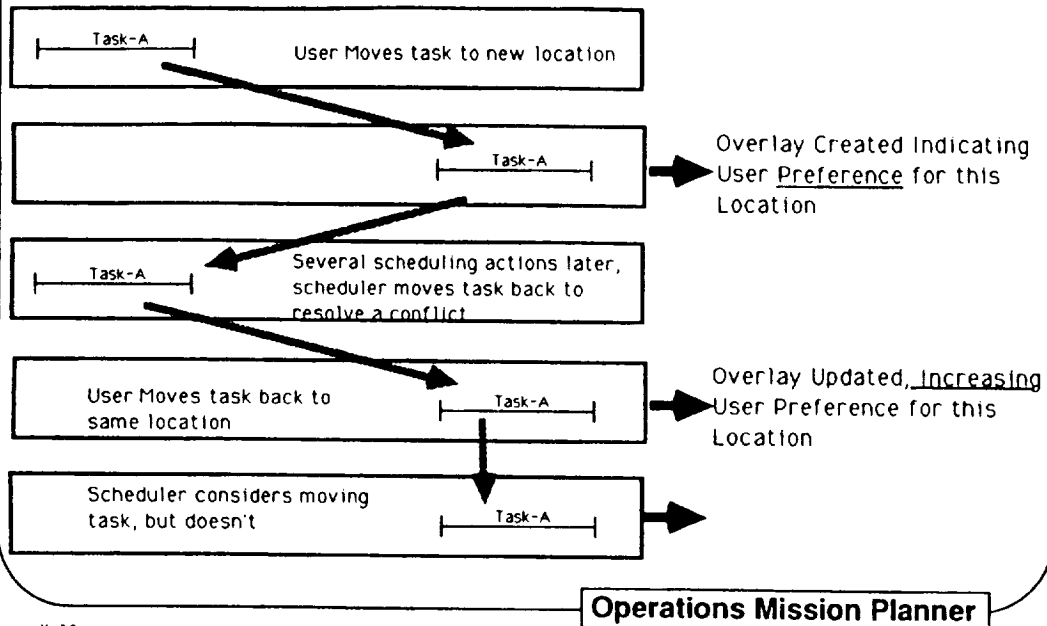 Task-A
User Moves task to new location
Task-A
Overlay Created Indicating
User Preference for this
Location
Task-A
Several scheduling actions later,
scheduler moves task back to
resolve a conflict
User Moves task back to
same location
Task-A
Overlay Updated, Increasing
User Preference for this
Location
Scheduler considers moving
task, but doesn't
Task-A
Operations Mission Planner